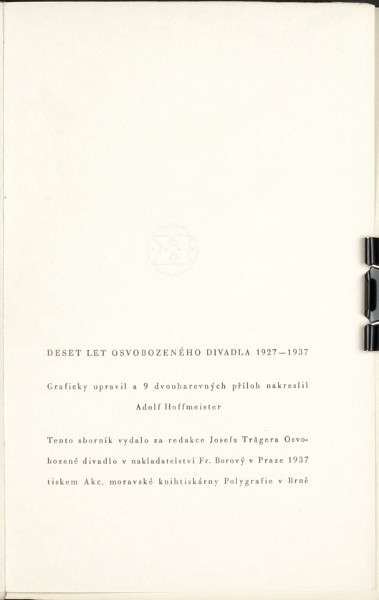 DESET LET OSVOBOZENÉHO DIVADLA 1927—1937
Graficky upravil a 9 dvoubarevných příloh nakreslil
Adolf Hoffmeister
Tento sborník vydalo za redakce Josefa Trägera Osvo-
bozené divadlo v nakladatelství Fr. Borový v Praze 1937
tiskem Akc. moravské knihtiskárny Polygrafie v Brně